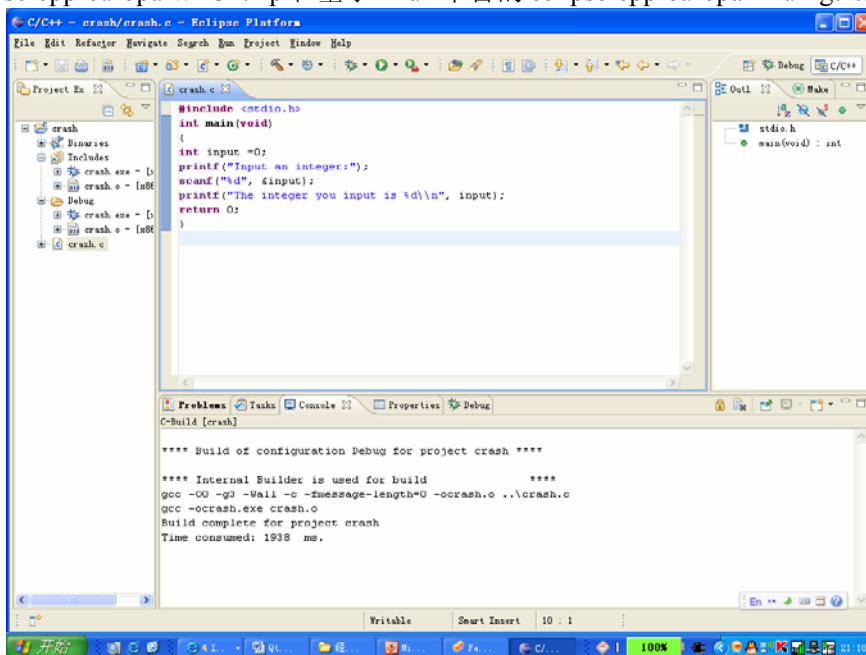 C/C++ - crash/crash.c - Eclipse Platform
File Edit Refactor Navigate Search Run Project Window Help
Debug C/C++
Project Ex
crash.c
Outl Make
crash
Binaries
Includes
crash.exe - [x
crash.o - [x86
Debug
crash.exe - [x
crash.o - [x86
crash.c
#include <stdio.h>
int main(void)
{
int input =0;
printf("Input an integer:");
scanf("%d", &input);
printf("The integer you input is %d\\n", input);
return 0;
}
stdio.h
main(void) : int
Problems Tasks Console Properties Debug
C-Build [crash]
**** Build of configuration Debug for project crash ****
**** Internal Builder is used for build ****
gcc -O0 -g3 -Wall -c -fmessage-length=0 -ocrash.o ..\crash.c
gcc -ocrash.exe crash.o
Build complete for project crash
Time consumed: 1938 ms.
En
Writable Smart Insert 10 : 1
开始 100%